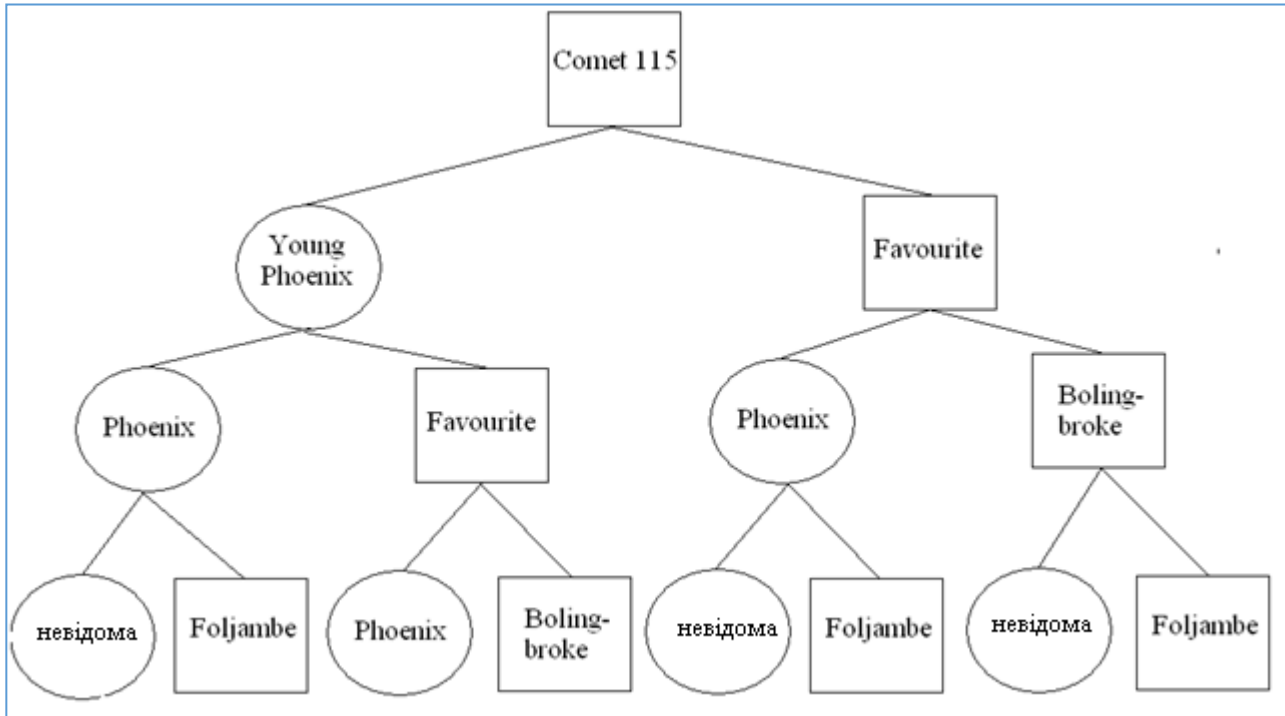 Comet 115
Young
Phoenix
Favourite
Phoenix
Favourite
Phoenix
Boling-
broke
невідома
Foljambe
Phoenix
Boling-
broke
невідома
Foljambe
невідома
Foljambe